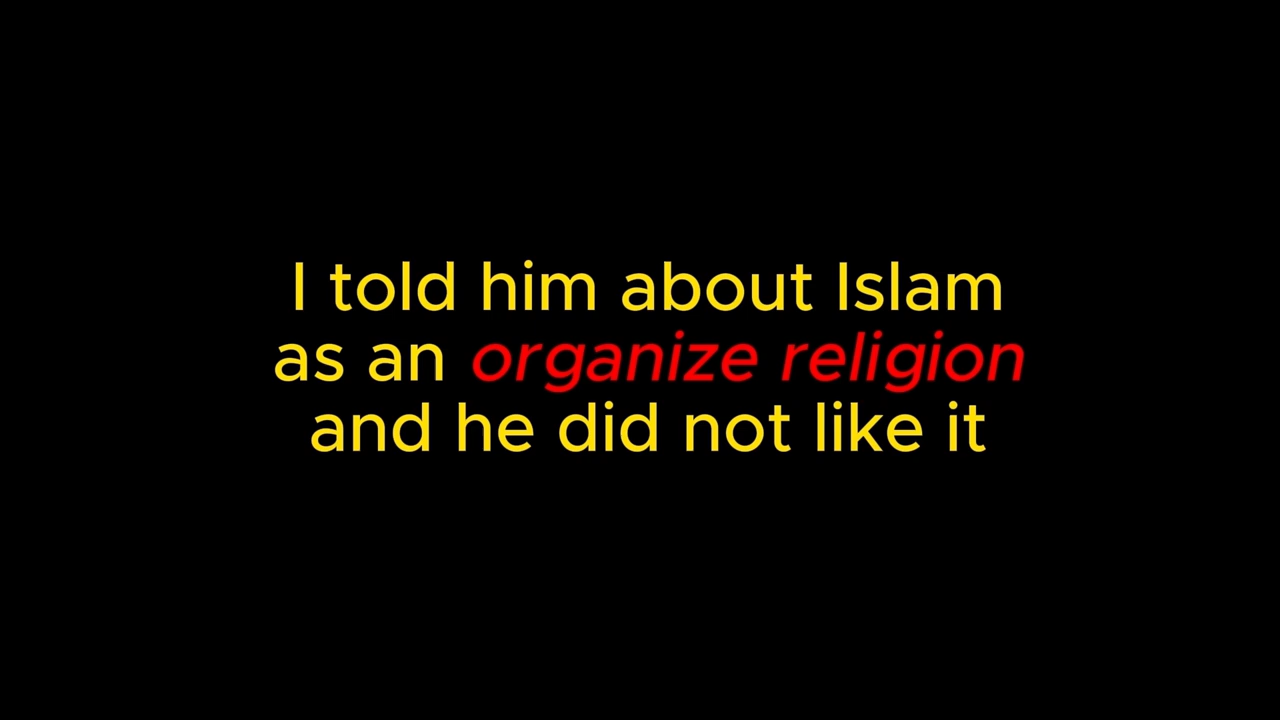 I told him about Islam
as an organize religion
and he did not like it